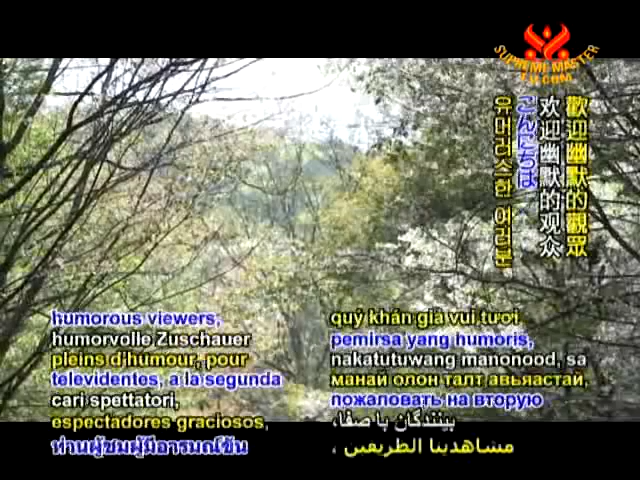 SUPREME MASTER
TV.COM
歡迎幽默的觀眾
欢迎幽默的观众
こんにちは
유머러스한 여러분
humorous viewers,
humorvolle Zuschauer
pleins d'humour, pour
televidentes, a la segunda
cari spettatori,
espectadores graciosos,
ท่านผู้ชมผู้มีอารมณ์ขัน
quý khán giả vui tươi
pemirsa yang humoris,
nakatutuwang manonood, sa
манай олон талт авьяастай,
пожаловать на вторую
بینندگان با صفا،
مشاهدينا الطريفين ،